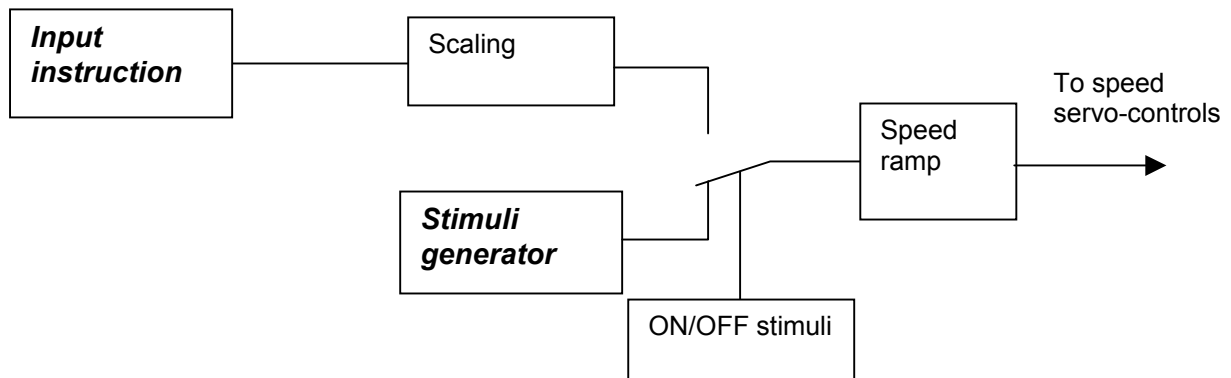 Input
instruction
Scaling
To speed
servo-controls
Speed
ramp
Stimuli
generator
ON/OFF stimuli